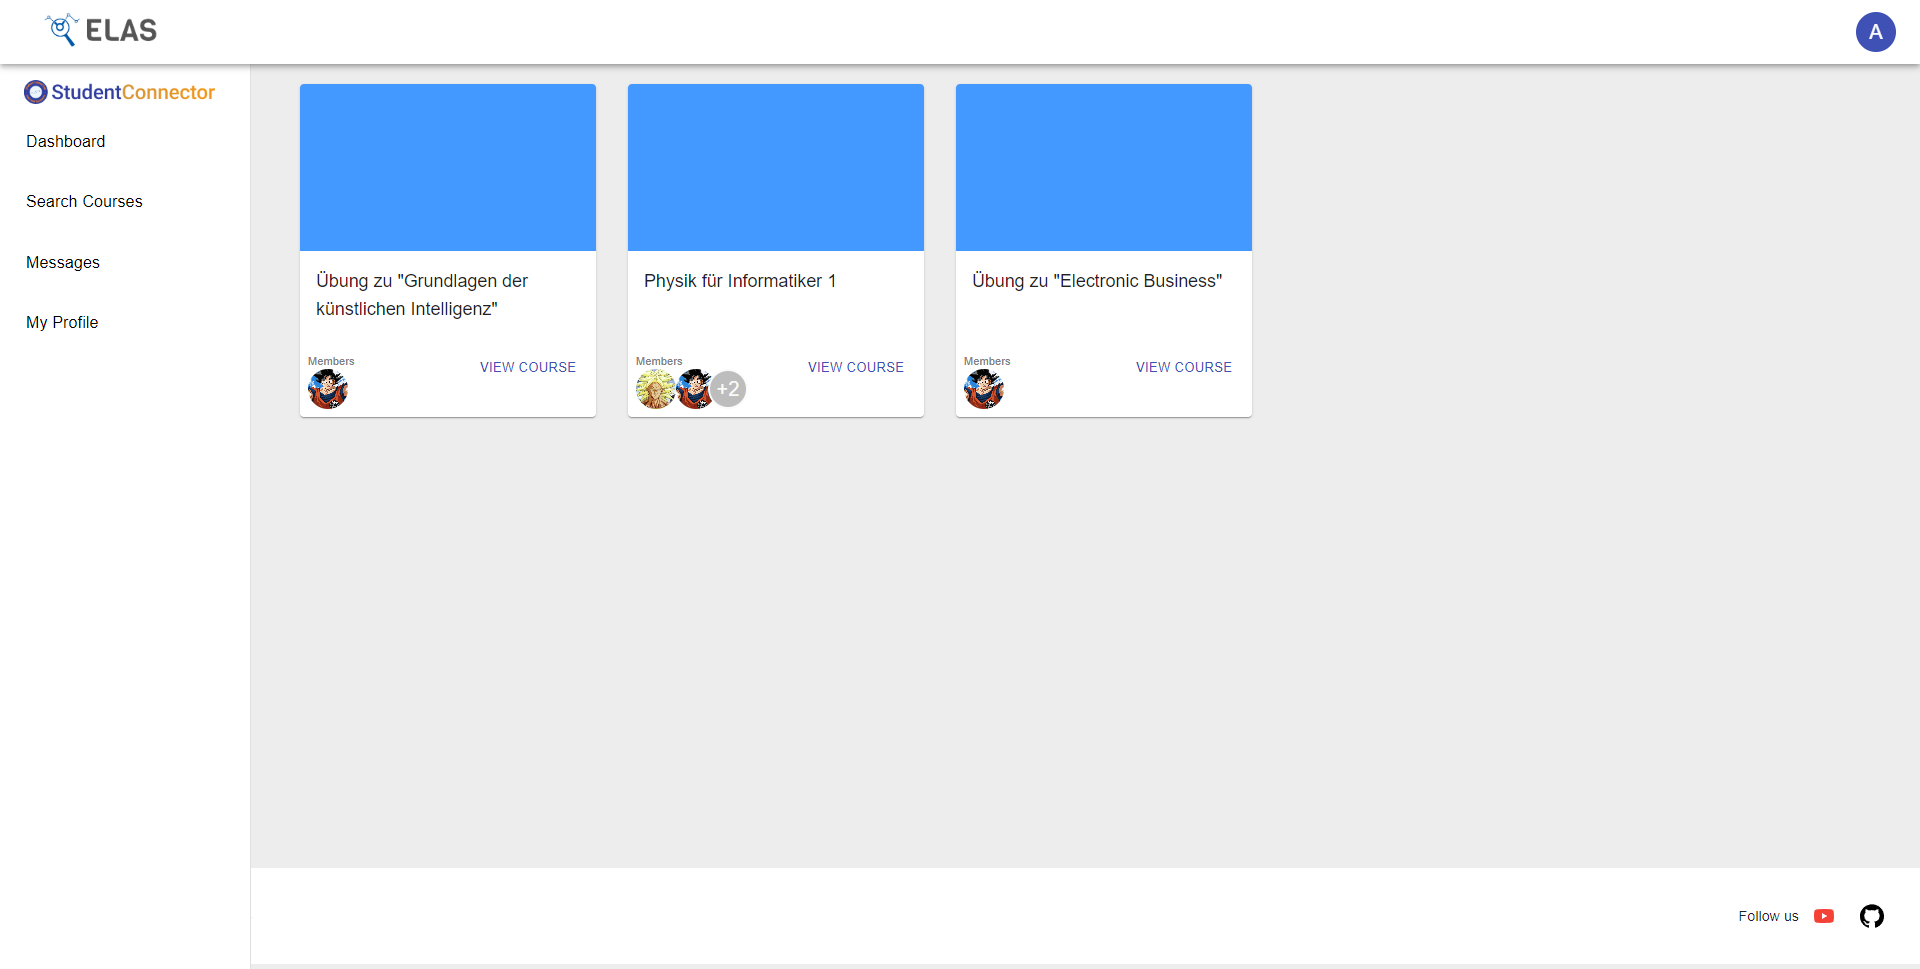 ELAS
A
StudentConnector
Dashboard
Search Courses
Messages
My Profile
Übung zu "Grundlagen der
künstlichen Intelligenz"
Members
VIEW COURSE
Physik für Informatiker 1
Members
+2
VIEW COURSE
Übung zu "Electronic Business"
Members
VIEW COURSE
Follow us